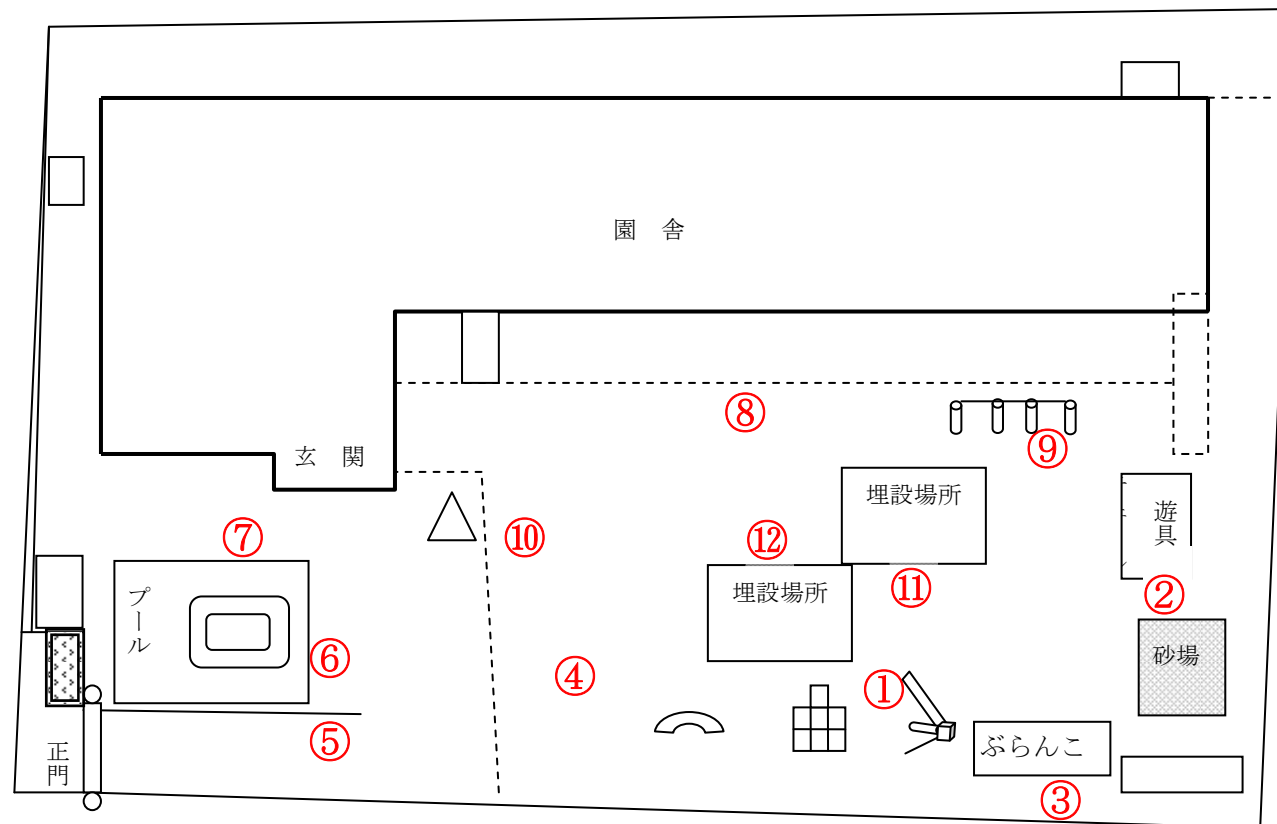 園 舎
玄 関
⑧
⑨
埋設場所
遊具
⑦
⑩
⑫
⑪
②
プール
埋設場所
砂場
⑥
④
①
正門
⑤
ぶらんこ
③